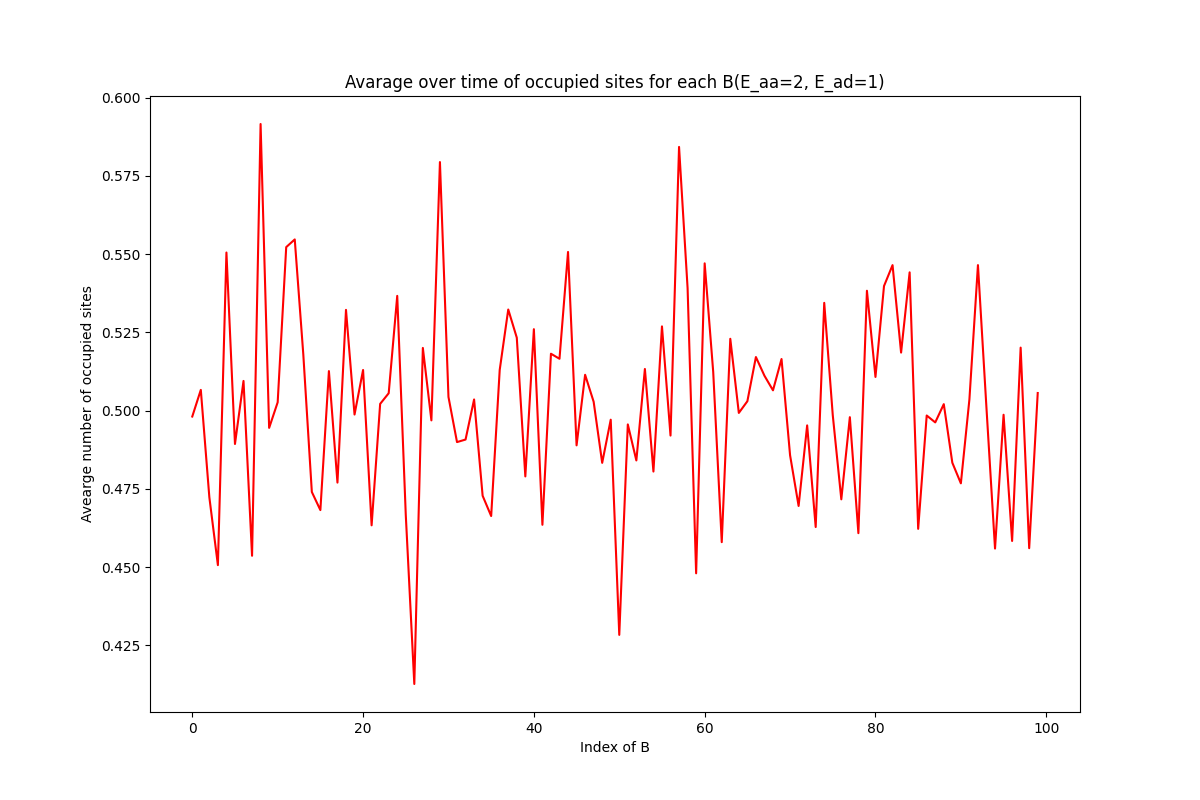 Avarage over time of occupied sites for each B(E_aa=2, E_ad=1)
0.600
0.575
0.550
0.525
0.500
0.475
0.450
0.425
Avearge number of occupied sites
0 20 40 60 80 100
Index of B